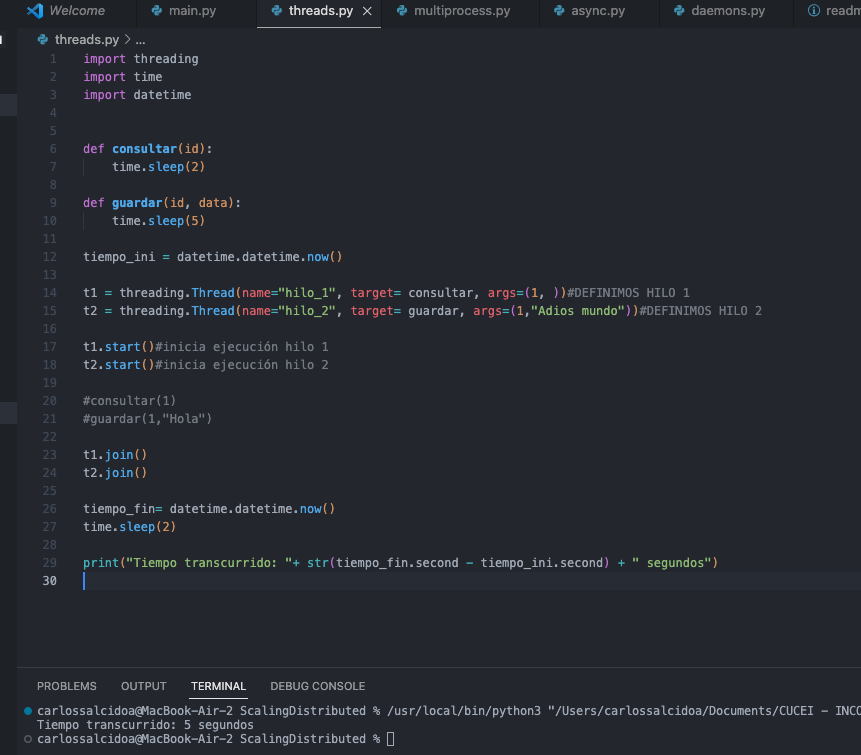 Welcome main.py threads.py multiprocess.py async.py daemons.py
threads.py > ...
1 import threading
2 import time
3 import datetime
4
5
6 def consultar(id):
7     time.sleep(2)
8
9 def guardar(id, data):
10     time.sleep(5)
11
12 tiempo_ini = datetime.datetime.now()
13
14 t1 = threading.Thread(name="hilo_1", target= consultar, args=(1, ))#DEFINIMOS HILO 1
15 t2 = threading.Thread(name="hilo_2", target= guardar, args=(1,"Adios mundo"))#DEFINIMOS HILO 2
16
17 t1.start()#inicia ejecución hilo 1
18 t2.start()#inicia ejecución hilo 2
19
20 #consultar(1)
21 #guardar(1,"Hola")
22
23 t1.join()
24 t2.join()
25
26 tiempo_fin= datetime.datetime.now()
27 time.sleep(2)
28
29 print("Tiempo transcurrido: "+ str(tiempo_fin.second - tiempo_ini.second) + " segundos")
30
PROBLEMS OUTPUT TERMINAL DEBUG CONSOLE
carlossalcidoa@MacBook-Air-2 ScalingDistributed % /usr/local/bin/python3 "/Users/carlossalcidoa/Documents/CUCEI - INCO
Tiempo transcurrido: 5 segundos
carlossalcidoa@MacBook-Air-2 ScalingDistributed %